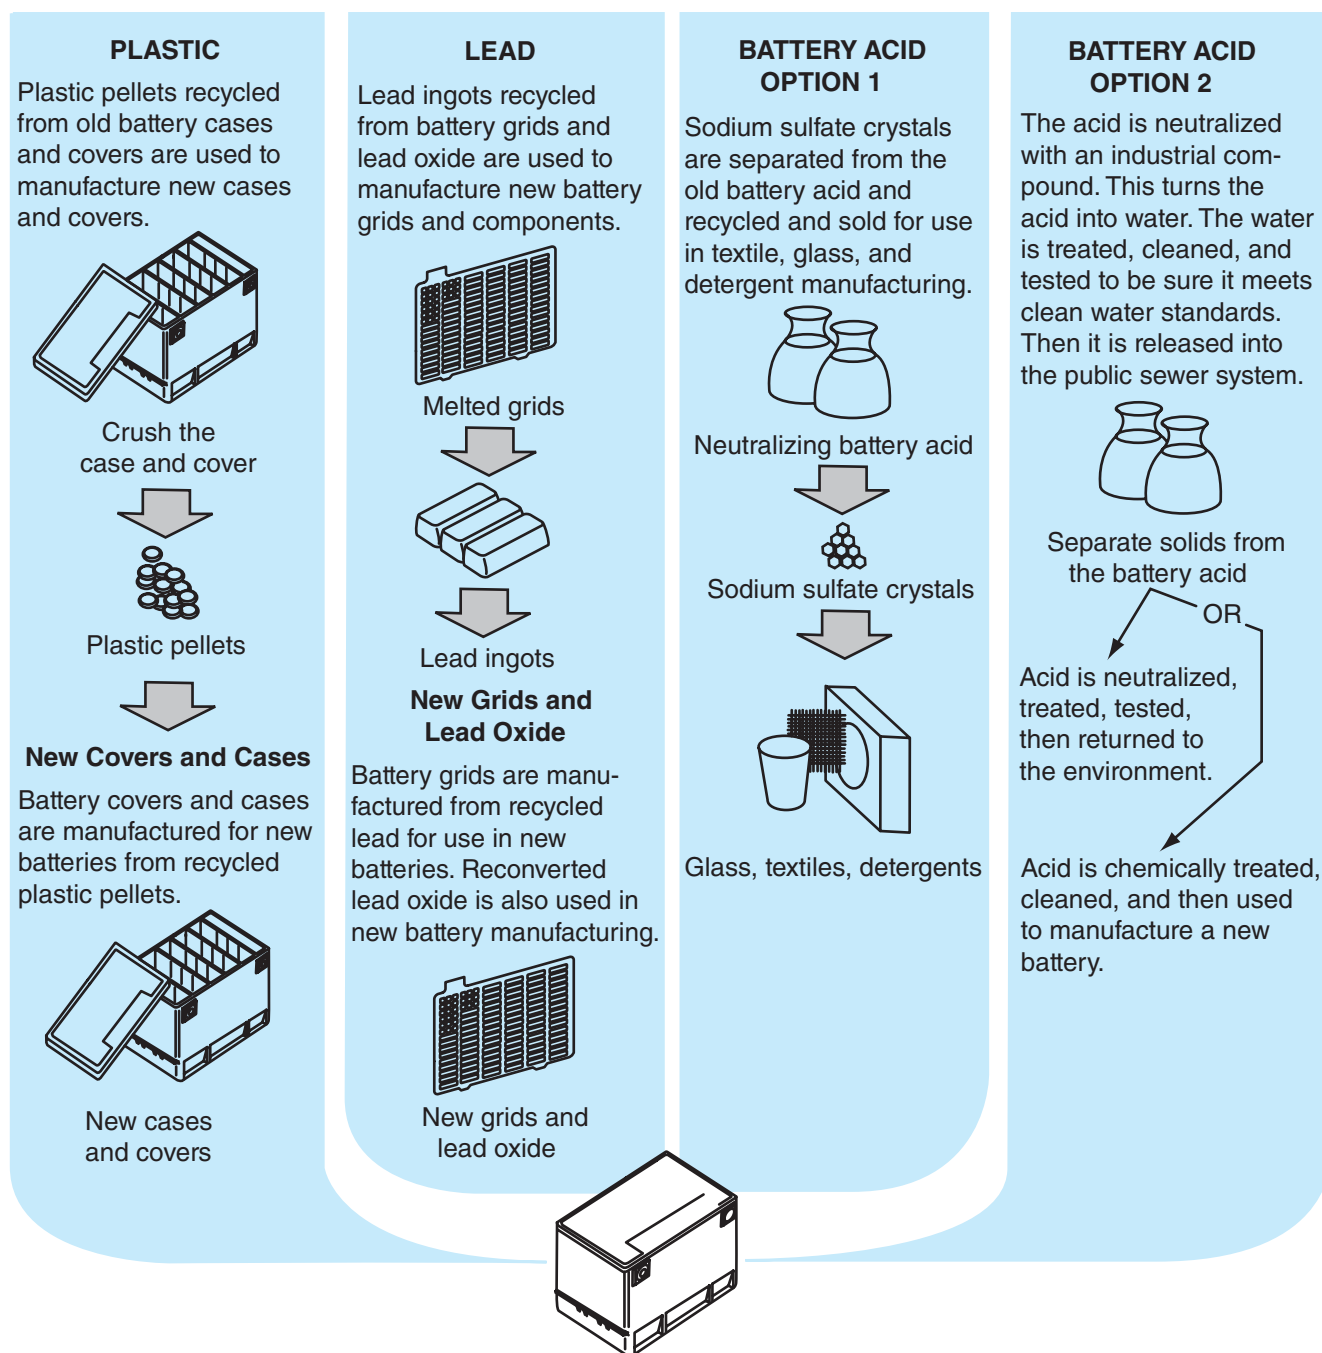 PLASTIC
Plastic pellets recycled
from old battery cases
and covers are used to
manufacture new cases
and covers.
Crush the
case and cover
Plastic pellets
New Covers and Cases
Battery covers and cases
are manufactured for new
batteries from recycled
plastic pellets.
New cases
and covers
LEAD
Lead ingots recycled
from battery grids and
lead oxide are used to
manufacture new battery
grids and components.
Melted grids
Lead ingots
New Grids and
Lead Oxide
Battery grids are manu-
factured from recycled
lead for use in new
batteries. Reconverted
lead oxide is also used in
new battery manufacturing.
New grids and
lead oxide
BATTERY ACID
OPTION 1
Sodium sulfate crystals
are separated from the
old battery acid and
recycled and sold for use
in textile, glass, and
detergent manufacturing.
Neutralizing battery acid
Sodium sulfate crystals
Glass, textiles, detergents
BATTERY ACID
OPTION 2
The acid is neutralized
with an industrial com-
pound. This turns the
acid into water. The water
is treated, cleaned, and
tested to be sure it meets
clean water standards.
Then it is released into
the public sewer system.
Separate solids from
the battery acid
OR
Acid is neutralized,
treated, tested,
then returned to
the environment.
Acid is chemically treated,
cleaned, and then used
to manufacture a new
battery.